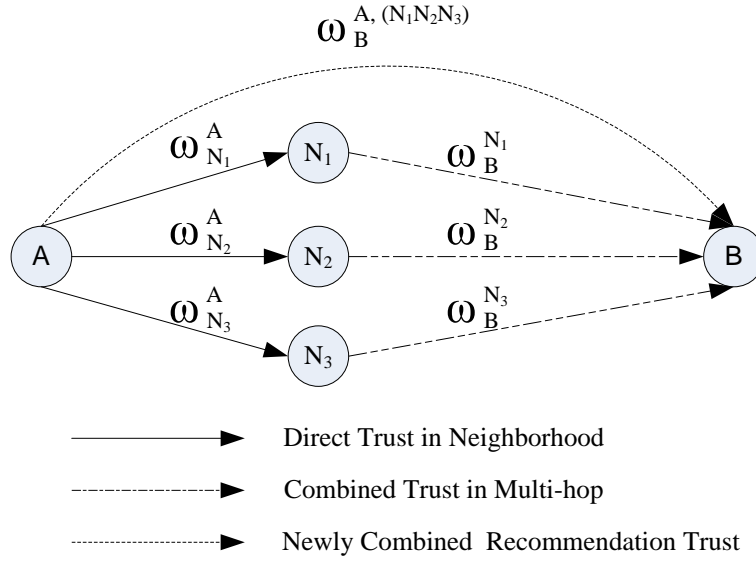 ω B A, (N1N2N3)
ω N1 A
N1
ω B N1
ω N2 A
ω B N2
A
N2
B
ω N3 A
ω B N3
N3
Direct Trust in Neighborhood
Combined Trust in Multi-hop
Newly Combined Recommendation Trust